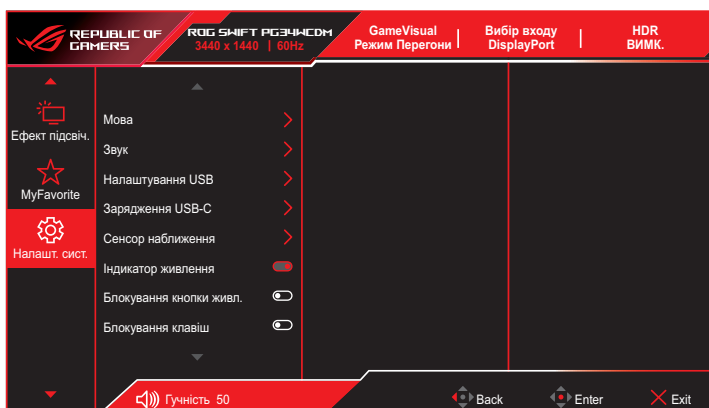 REPUBLIC OF
GAMERS
ROG SWIFT PG34WCDM
3440 x 1440 | 60Hz
GameVisual
Режим Перегони
Вибір входу
DisplayPort
HDR
ВИМК.
Ефект підсвіч.
MyFavorite
Налашт. сист.
Мова
Звук
Налаштування USB
Зарядження USB-C
Сенсор наближення
Індикатор живлення
Блокування кнопки живл.
Блокування клавіш
Гучність 50
Back
Enter
Exit